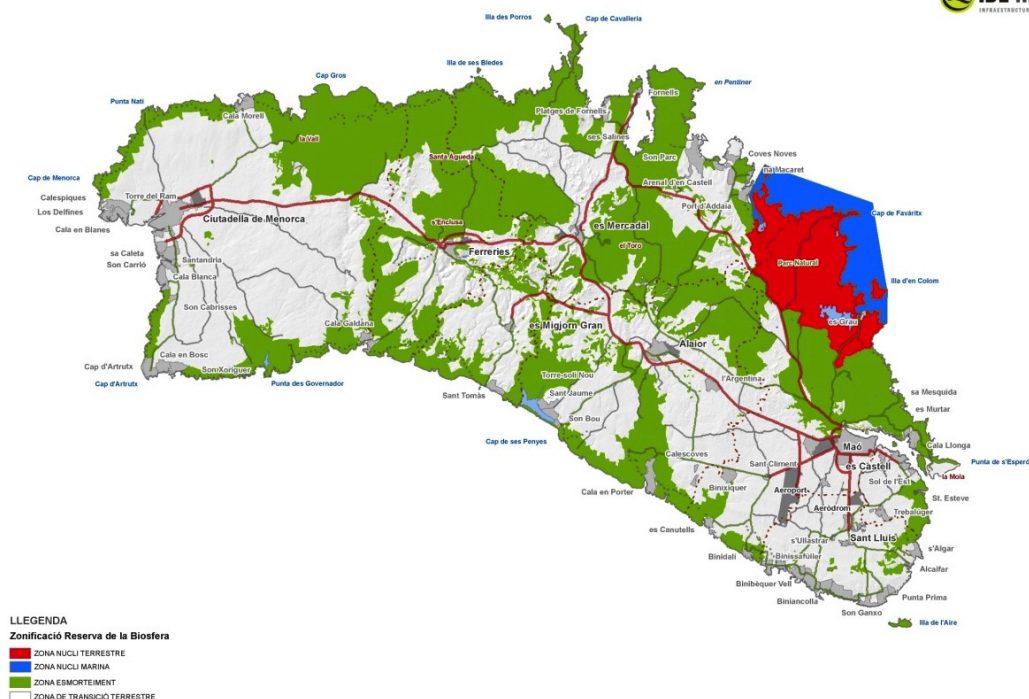 Illa des Porros
Cap de Cavalleria
Illa de ses Bledes
Cap Gros
en Pentiner
Fornells
Punta Nati
Cala Morell
Platges de Fornells
ses Salines
la Vall
Santa Agueda
Son Parc
Coves Noves
na Macaret
Arenal d'en Castell
Port d'Addaia
Cap de Menorca
Calespiques
Torre del Ram
Los Delfines
Cala en Blanes
Ciutadella de Menorca
s'Enclusa
es Mercadal
el Toro
Cap de Favàritx
Ferreries
sa Caleta
Son Carrió
Santandria
Cala Blanca
Parc Natural
Illa d'en Colom
Son Cabrisses
Cala Galdana
es Migjorn Gran
es Grau
Alaior
Cala en Bosc
Cap d'Artrutx
Cap d'Artrutx
Son Xoriguer
Punta des Governador
Sant Tomàs
Torre-soli Nou
Sant Jaume
Son Bou
l'Argentina
sa Mesquida
es Murtar
Cap de ses Penyes
Calescoves
Maó
Cala Llonga
Punta de s'Esperó
la Mola
es Castell
Sant Climent
Sol de l'Est
Cala en Porter
Binixiquer
Aeroport
St. Esteve
Aeròdrom
Trebaluger
es Canutells
s'Ullastrar
Sant Lluís
s'Algar
Binidalí
Binissafúller
Alcalfar
Binibèquer Vell
Biniancolla
Punta Prima
Son Ganxo
Illa de l'Aire
LLEGENDA
Zonificació Reserva de la Biosfera
ZONA NUCLI TERRESTRE
ZONA NUCLI MARINA
ZONA ESMORTEIMENT
ZONA DE TRANSICIÓ TERRESTRE